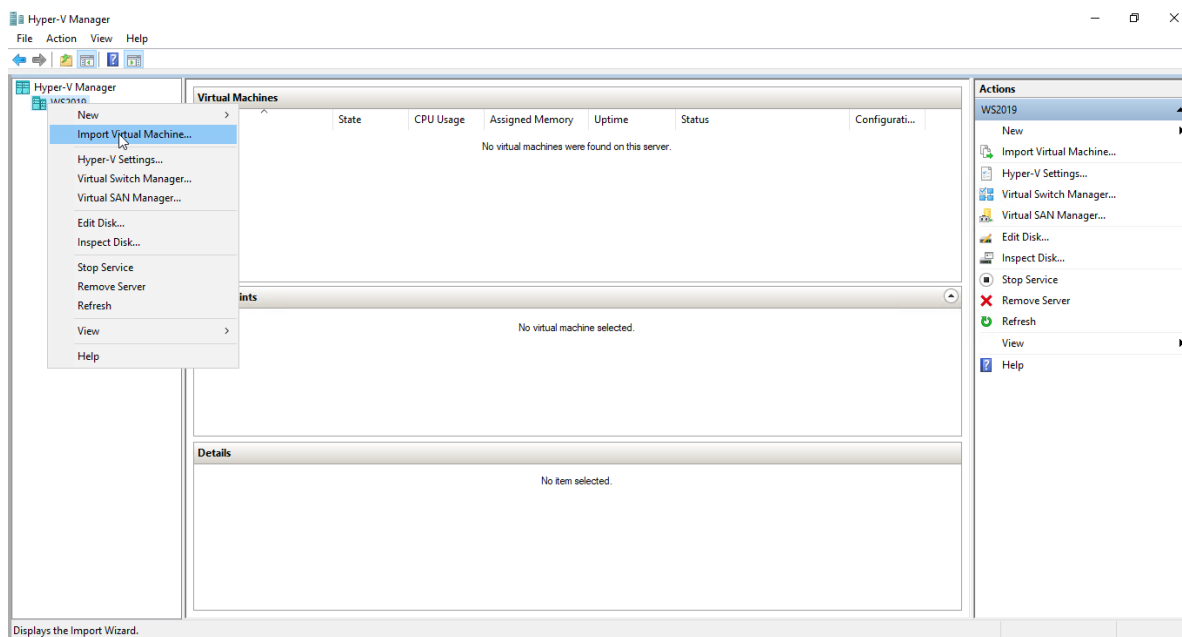 Hyper-V Manager
File Action View Help
Hyper-V Manager
WS2019
New
Import Virtual Machine...
Hyper-V Settings...
Virtual Switch Manager...
Virtual SAN Manager...
Edit Disk...
Inspect Disk...
Stop Service
Remove Server
Refresh
View
Help
Virtual Machines
State CPU Usage Assigned Memory Uptime Status Configurati...
No virtual machines were found on this server.
ints
No virtual machine selected.
Details
No item selected.
Actions
WS2019
New
Import Virtual Machine...
Hyper-V Settings...
Virtual Switch Manager...
Virtual SAN Manager...
Edit Disk...
Inspect Disk...
Stop Service
Remove Server
Refresh
View
Help
Displays the Import Wizard.